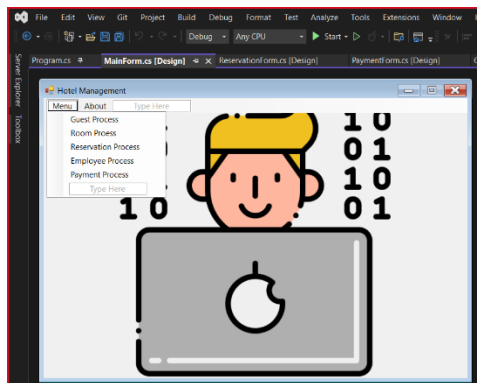 File Edit View Git Project Build Debug Format Test Analyze Tools Extensions Window
Debug Any CPU Start
Program.cs MainForm.cs [Design] ReservationForm.cs [Design] PaymentForm.cs [Design]
Server Explorer
Toolbox
Hotel Management
Menu About Type Here
Guest Process
Room Proess
Reservation Process
Employee Process
Payment Process
Type Here
1 0
0 1
1 0
1 0 0 1